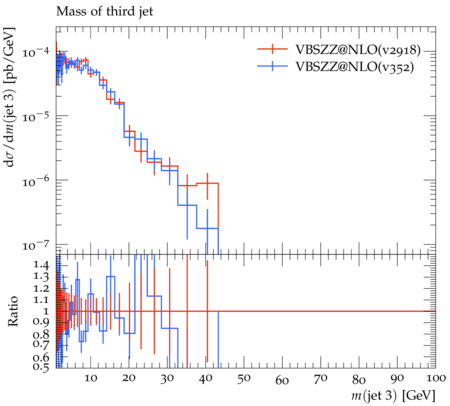 Mass of third jet
dσ/dm(jet 3) [pb/GeV]
VBSZZ@NLO(v2918)
VBSZZ@NLO(v352)
10⁻⁴
10⁻⁵
10⁻⁶
10⁻⁷
Ratio
1.4
1.3
1.2
1.1
1
0.9
0.8
0.7
0.6
0.5
10 20 30 40 50 60 70 80 90 100
m(jet 3) [GeV]